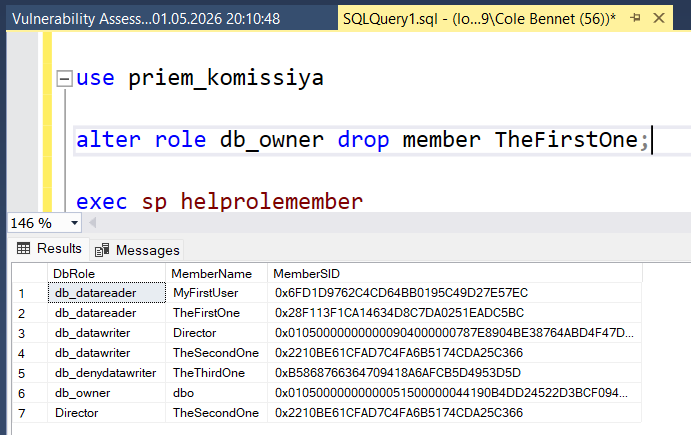 Vulnerability Assess...01.05.2026 20:10:48 SQLQuery1.sql - (lo...9\Cole Bennet (56))*
use priem_komissiya
alter role db_owner drop member TheFirstOne;
exec sp_helprolemember
146 %
Results Messages
DbRole MemberName MemberSID
1 db_datareader MyFirstUser 0x6FD1D9762C4CD64BB0195C49D27E57EC
2 db_datareader TheFirstOne 0x28F113F1CA14634D8C7DA0251EADC5BC
3 db_datawriter Director 0x010500000000000904000000787E8904BE38764ABD4F47D...
4 db_datawriter TheSecondOne 0x2210BE61CFAD7C4FA6B5174CDA25C366
5 db_denydatawriter TheThirdOne 0xB5868766364709418A6AFCB5D4953D5D
6 db_owner dbo 0x01050000000000051500000044190B4DD24522D3BCF094...
7 Director TheSecondOne 0x2210BE61CFAD7C4FA6B5174CDA25C366